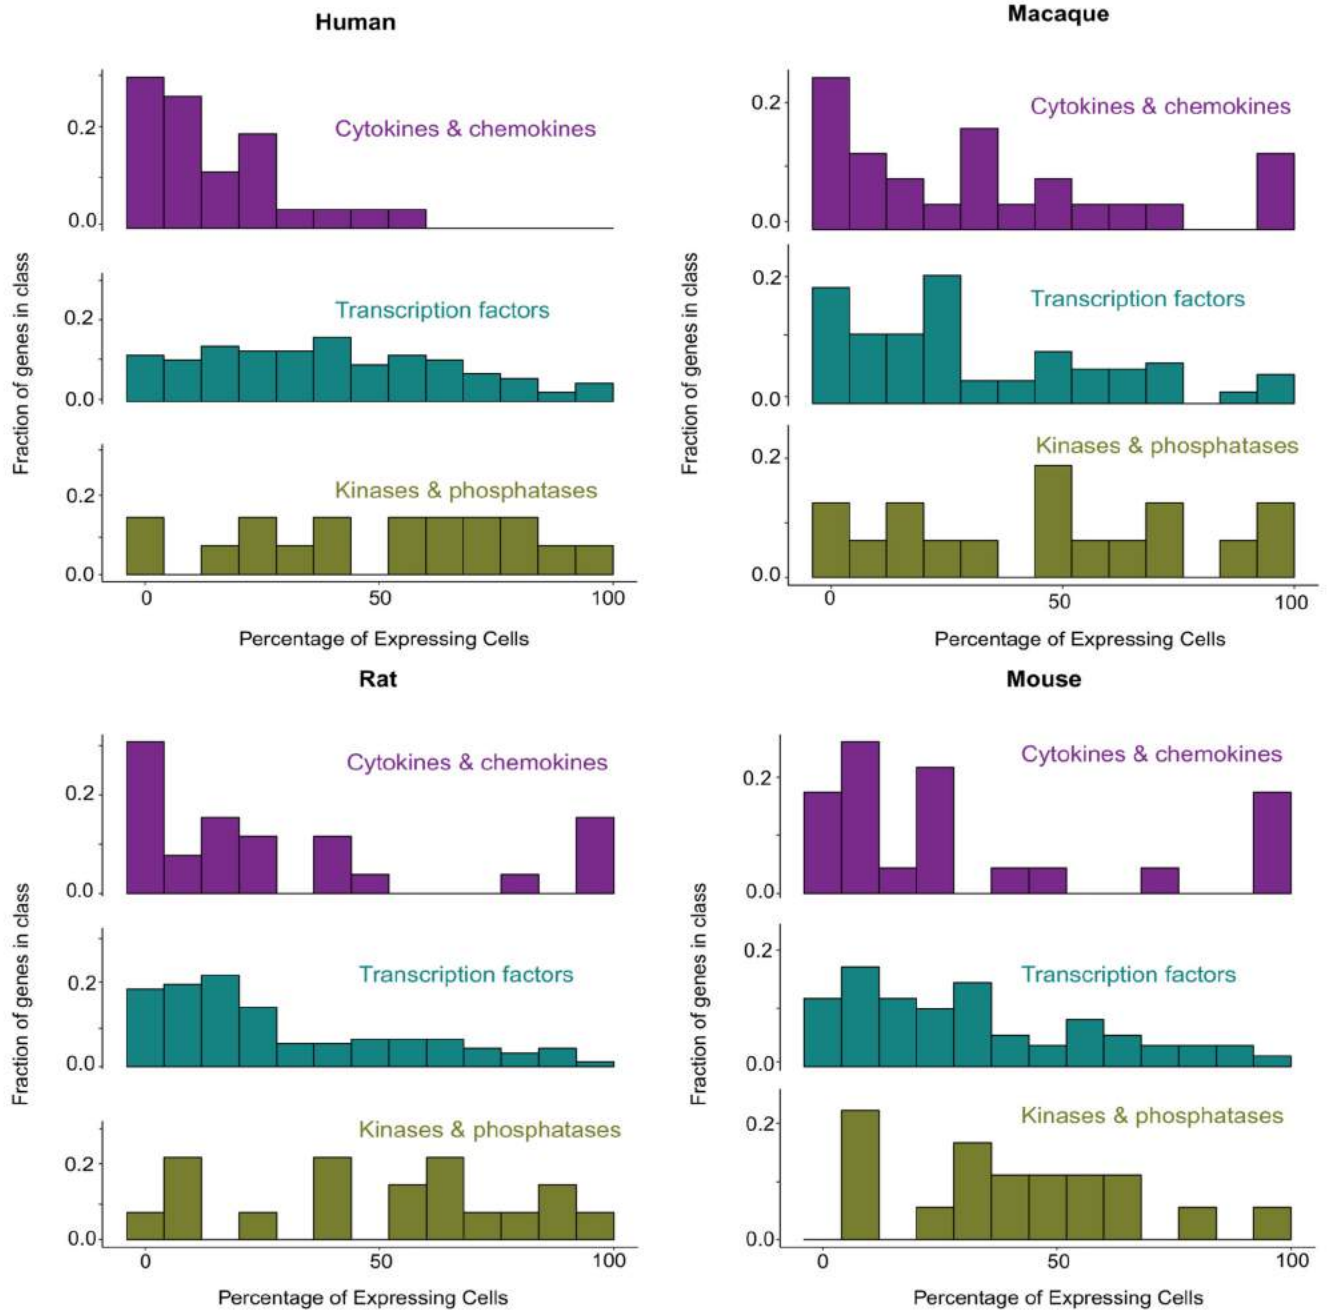 Human
Macaque
Cytokines & chemokines
0.2
0.0
Cytokines & chemokines
0.2
0.0
Fraction of genes in class
Transcription factors
0.2
0.0
Fraction of genes in class
Transcription factors
0.2
0.0
Kinases & phosphatases
0.2
0.0
0 50 100
Percentage of Expressing Cells
Kinases & phosphatases
0.2
0.0
0 50 100
Percentage of Expressing Cells
Rat
Mouse
Cytokines & chemokines
0.2
0.0
Cytokines & chemokines
0.2
0.0
Fraction of genes in class
Transcription factors
0.2
0.0
Fraction of genes in class
Transcription factors
0.2
0.0
Kinases & phosphatases
0.2
0.0
0 50 100
Percentage of Expressing Cells
Kinases & phosphatases
0.2
0.0
0 50 100
Percentage of Expressing Cells